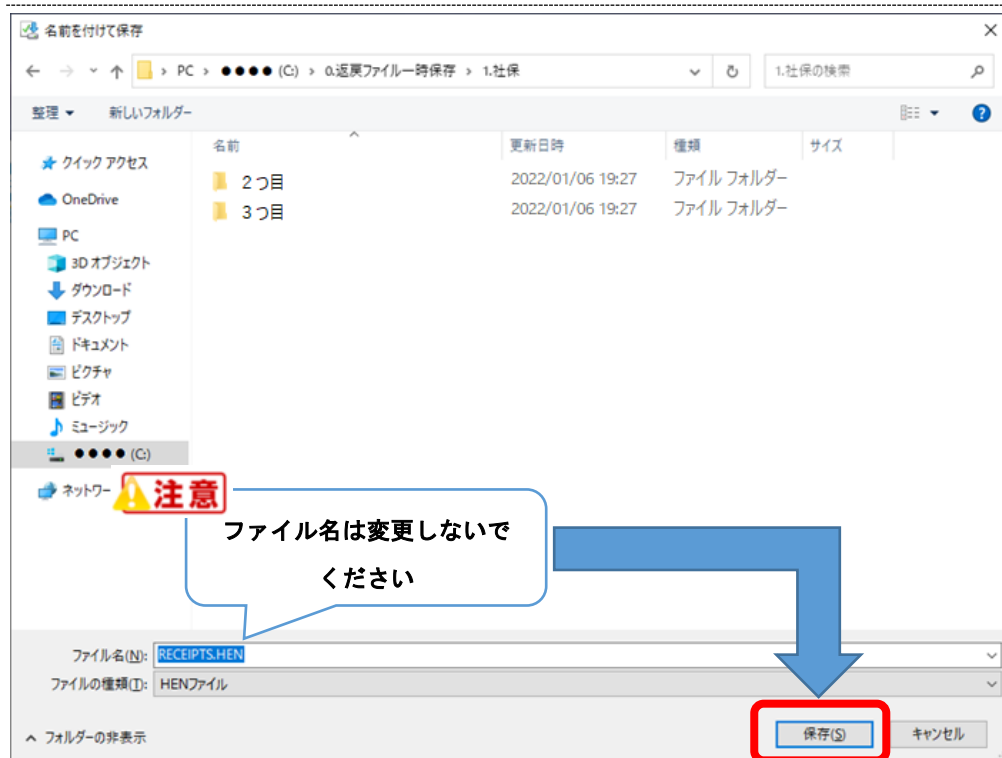 名前を付けて保存
PC › ●●●● (C:) › 0.返戻ファイル一時保存 › 1.社保
1.社保の検索
整理 新しいフォルダー
名前 更新日時 種類 サイズ
クイック アクセス
2つ目 2022/01/06 19:27 ファイル フォルダー
OneDrive
3つ目 2022/01/06 19:27 ファイル フォルダー
PC
3D オブジェクト
ダウンロード
デスクトップ
ドキュメント
ピクチャ
ビデオ
ミュージック
●●●● (C:)
ネットワー
注意
ファイル名は変更しないで
ください
ファイル名(N): RECEIPTS.HEN
ファイルの種類(T): HENファイル
フォルダーの非表示
保存(S) キャンセル